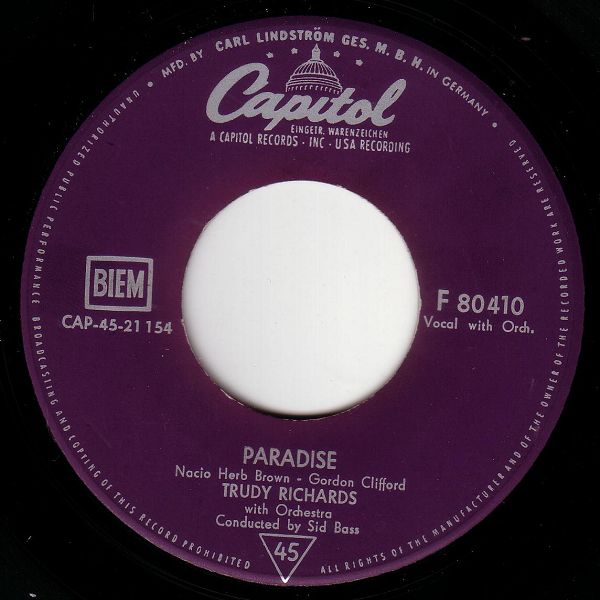 MFD. BY CARL LINDSTRÖM GES. M. B. H. IN GERMANY
Capitol
EINGETR. WARENZEICHEN
A CAPITOL RECORDS · INC · USA RECORDING
BIEM
CAP-45-21 154
F 80410
Vocal with Orch.
PARADISE
Nacio Herb Brown - Gordon Clifford
TRUDY RICHARDS
with Orchestra
Conducted by Sid Bass
45
UNAUTHORIZED PUBLIC PERFORMANCE BROADCASTING AND COPYING OF THIS RECORD PROHIBITED
ALL RIGHTS OF THE MANUFACTURER AND OF THE OWNER OF THE RECORDED WORK ARE RESERVED